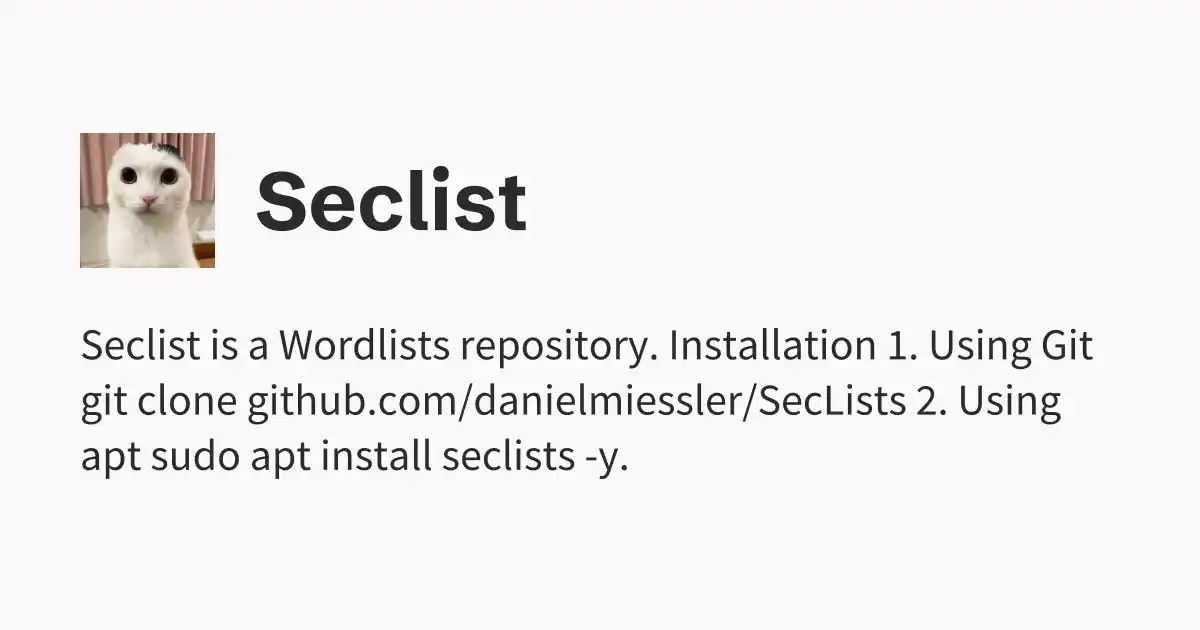 Seclist
Seclist is a Wordlists repository. Installation 1. Using Git
git clone github.com/danielmiessler/SecLists 2. Using
apt sudo apt install seclists -y.